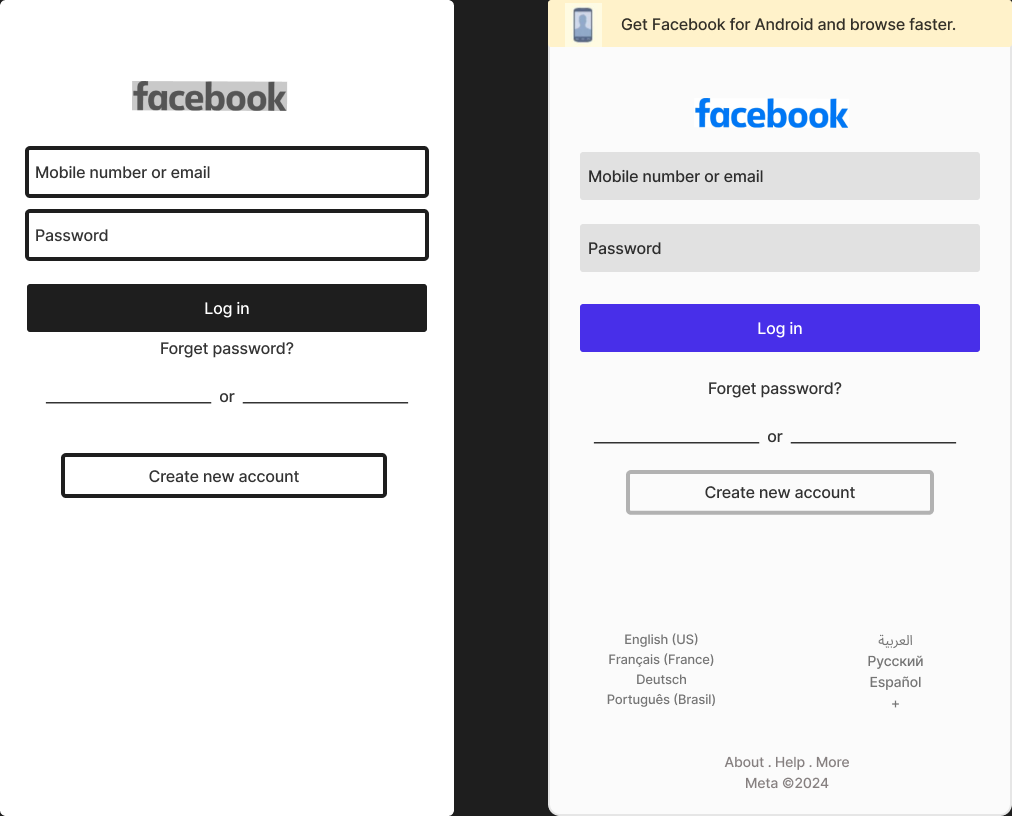 facebook
Mobile number or email
Password
Log in
Forget password?
or
Create new account
Get Facebook for Android and browse faster.
facebook
Mobile number or email
Password
Log in
Forget password?
or
Create new account
English (US)
Français (France)
Deutsch
Português (Brasil)
العربية
Русский
Español
+
About . Help . More
Meta ©2024